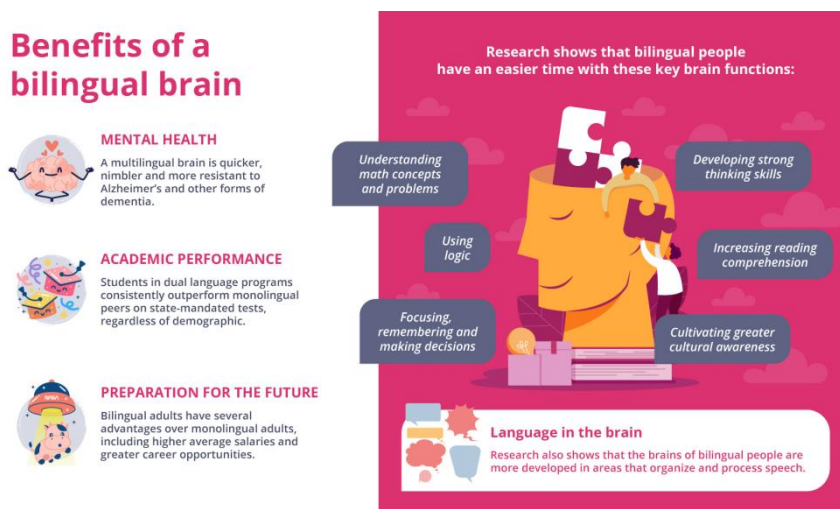 Benefits of a
bilingual brain
MENTAL HEALTH
A multilingual brain is quicker,
nimbler and more resistant to
Alzheimer's and other forms of
dementia.
ACADEMIC PERFORMANCE
Students in dual language programs
consistently outperform monolingual
peers on state-mandated tests,
regardless of demographic.
PREPARATION FOR THE FUTURE
Bilingual adults have several
advantages over monolingual adults,
including higher average salaries and
greater career opportunities.
Research shows that bilingual people
have an easier time with these key brain functions:
Understanding
math concepts
and problems
Using
logic
Focusing,
remembering and
making decisions
Developing strong
thinking skills
Increasing reading
comprehension
Cultivating greater
cultural awareness
Language in the brain
Research also shows that the brains of bilingual people are
more developed in areas that organize and process speech.